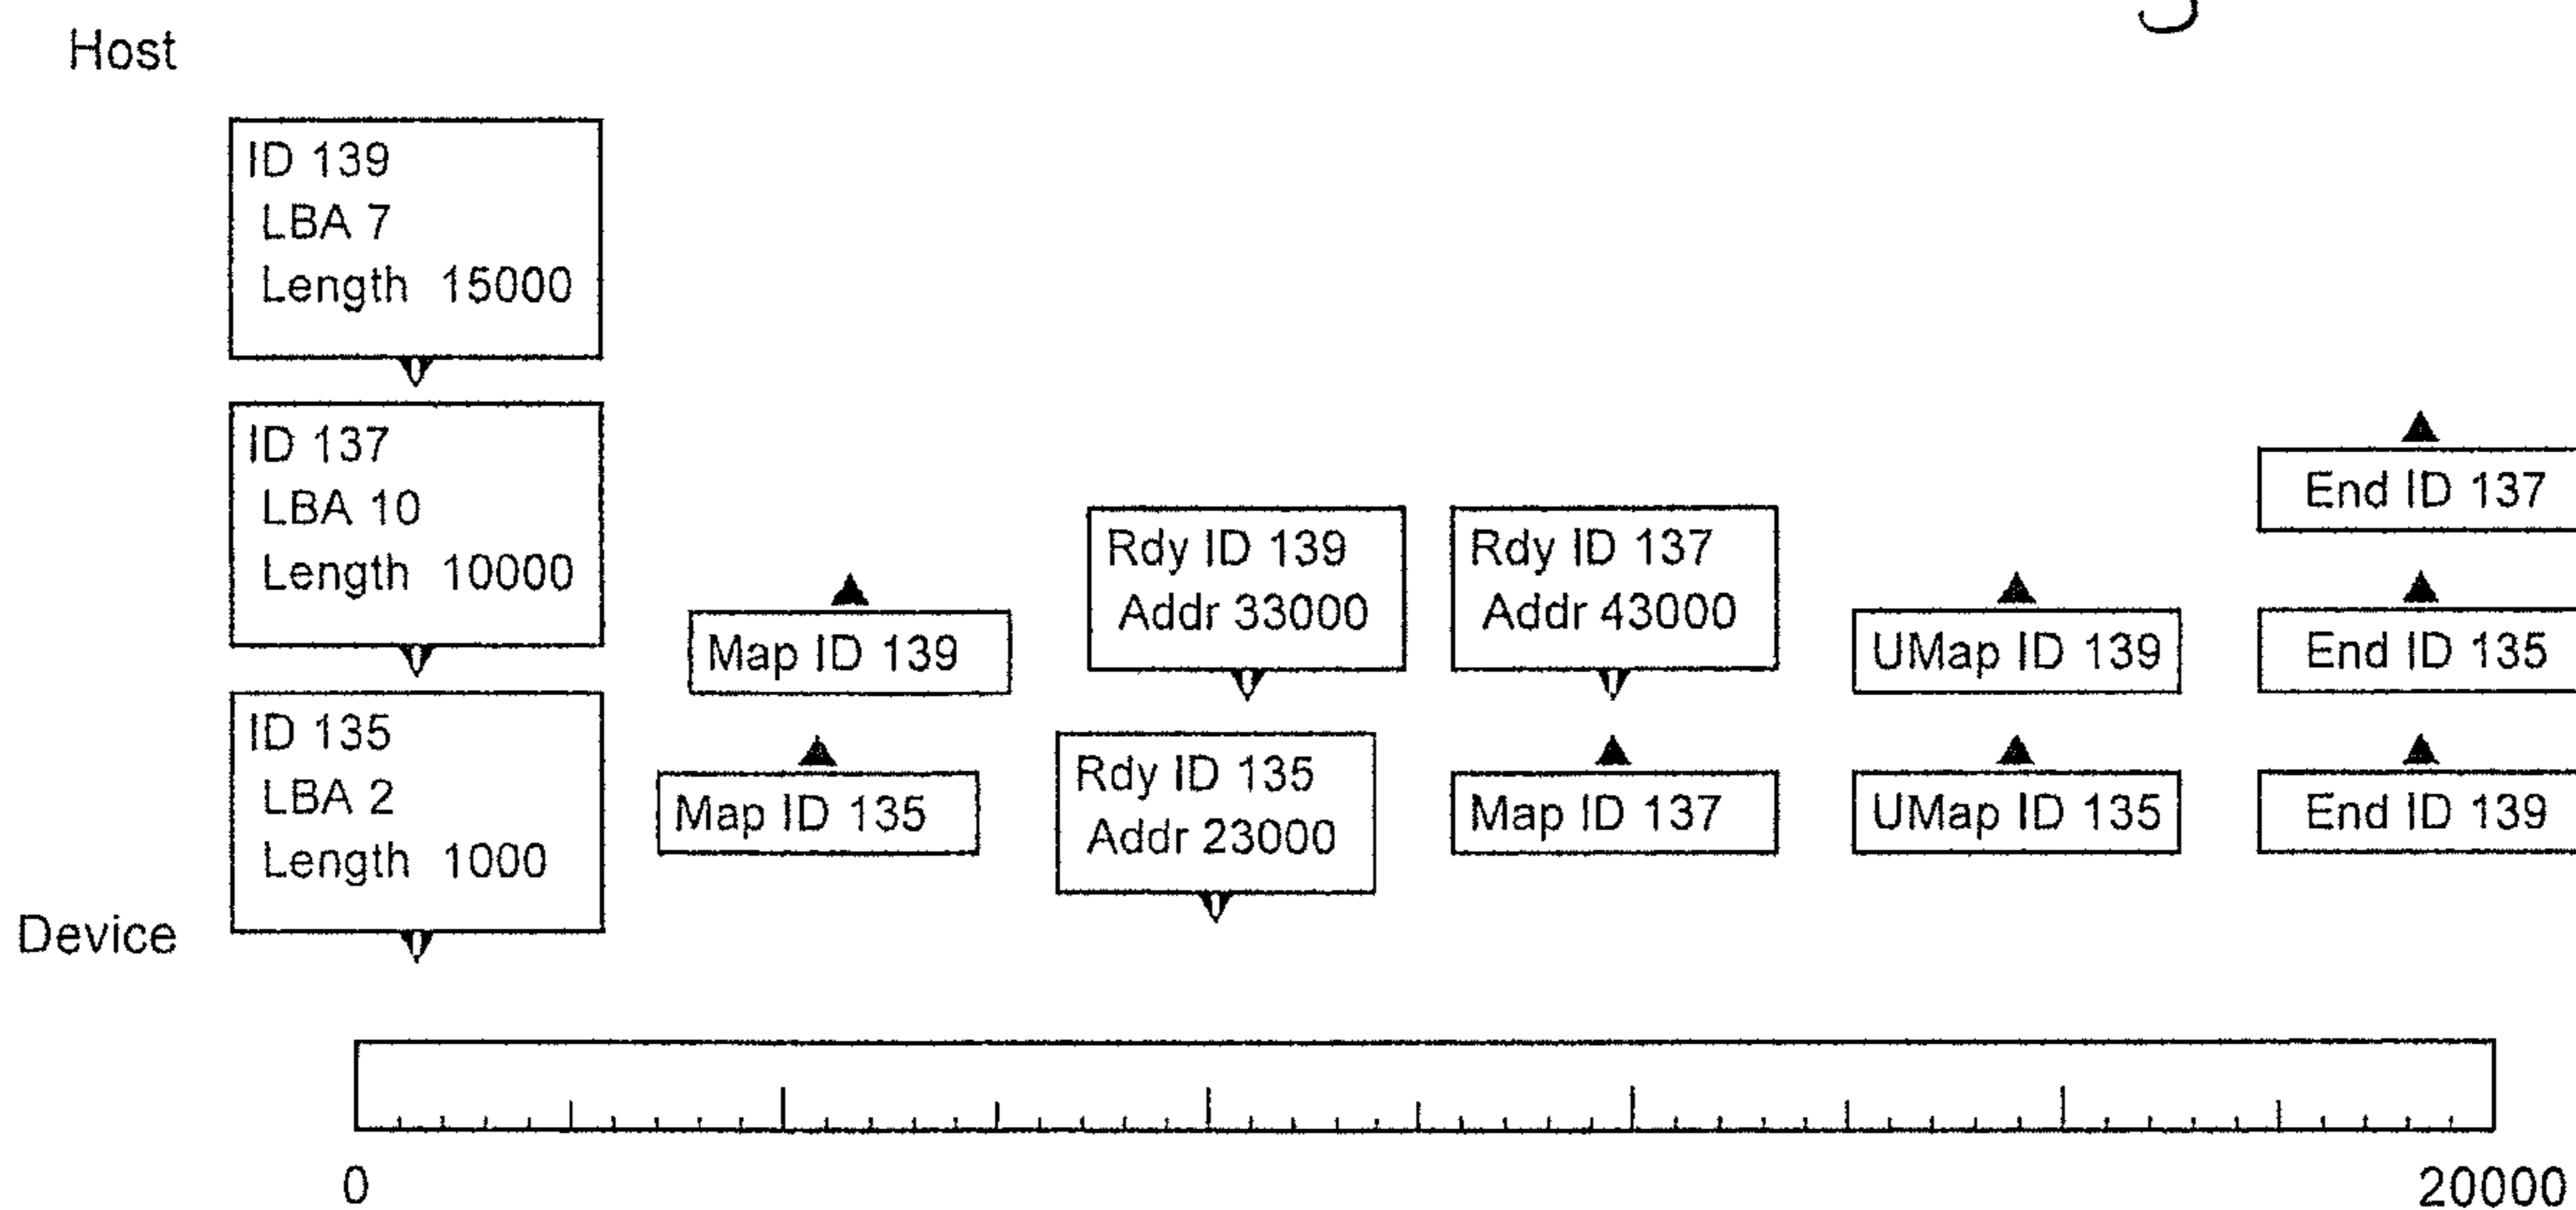 Host
ID 139
LBA 7
Length 15000
ID 137
LBA 10
Length 10000
ID 135
LBA 2
Length 1000
Device
Map ID 139
Map ID 135
Rdy ID 139
Addr 33000
Rdy ID 135
Addr 23000
Rdy ID 137
Addr 43000
Map ID 137
UMap ID 139
UMap ID 135
End ID 137
End ID 135
End ID 139
0
20000